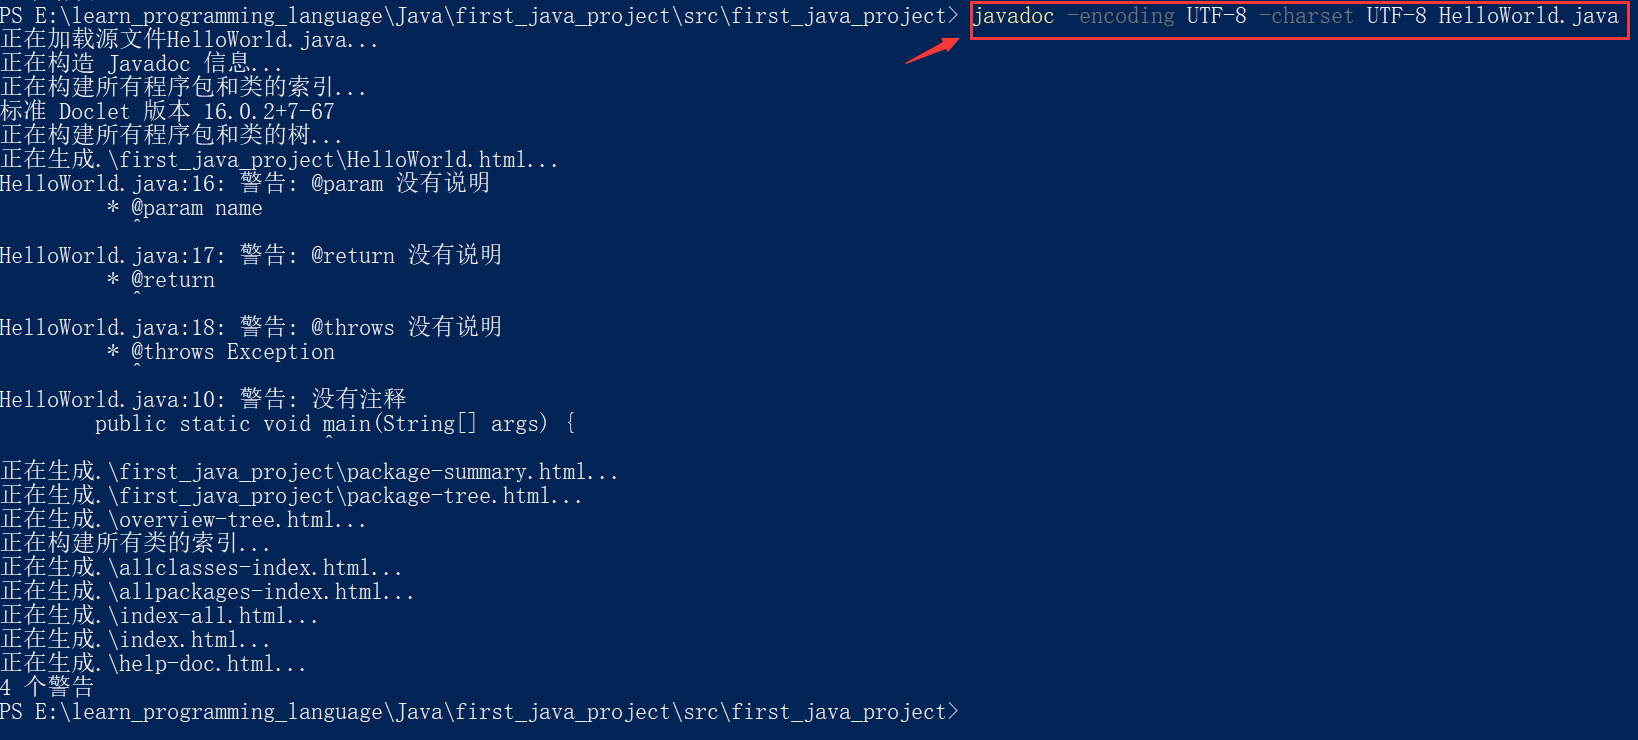 PS E:\learn_programming_language\Java\first_java_project\src\first_java_project> javadoc -encoding UTF-8 -charset UTF-8 HelloWorld.java
正在加载源文件HelloWorld.java...
正在构造 Javadoc 信息...
正在构建所有程序包和类的索引...
标准 Doclet 版本 16.0.2+7-67
正在构建所有程序包和类的树...
正在生成.\first_java_project\HelloWorld.html...
HelloWorld.java:16: 警告: @param 没有说明
         * @param name
           ^
HelloWorld.java:17: 警告: @return 没有说明
         * @return
           ^
HelloWorld.java:18: 警告: @throws 没有说明
         * @throws Exception
           ^
HelloWorld.java:10: 警告: 没有注释
        public static void main(String[] args) {
                           ^
正在生成.\first_java_project\package-summary.html...
正在生成.\first_java_project\package-tree.html...
正在生成.\overview-tree.html...
正在构建所有类的索引...
正在生成.\allclasses-index.html...
正在生成.\allpackages-index.html...
正在生成.\index-all.html...
正在生成.\index.html...
正在生成.\help-doc.html...
4 个警告
PS E:\learn_programming_language\Java\first_java_project\src\first_java_project>